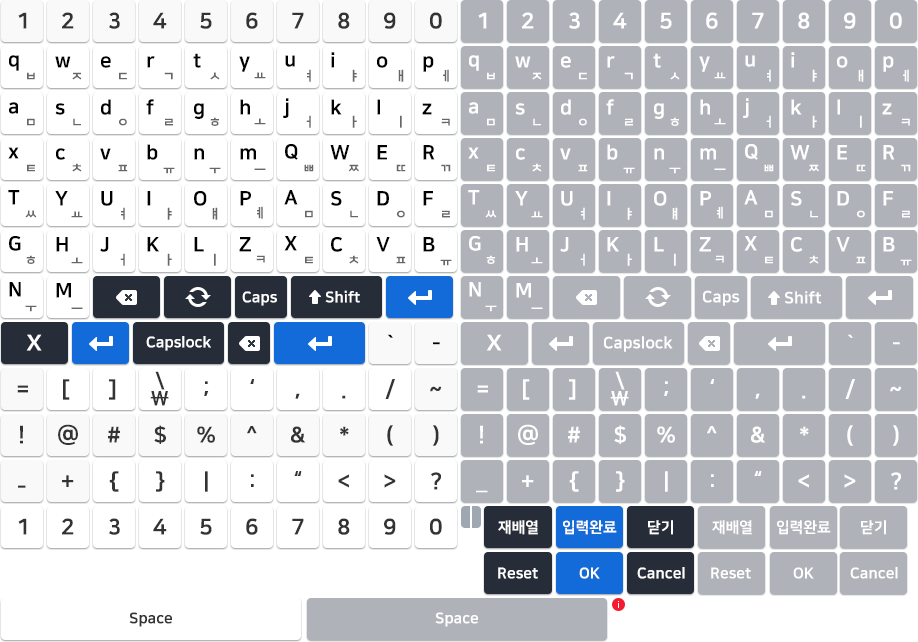 1 2 3 4 5 6 7 8 9 0 1 2 3 4 5 6 7 8 9 0
q ㅂ w ㅈ e ㄷ r ㄱ t ㅅ y ㅛ u ㅕ i ㅑ o ㅐ p ㅔ q ㅂ w ㅈ e ㄷ r ㄱ t ㅅ y ㅛ u ㅕ i ㅑ o ㅐ p ㅔ
a ㅁ s ㄴ d ㅇ f ㄹ g ㅎ h ㅗ j ㅓ k ㅏ l ㅣ z ㅋ a ㅁ s ㄴ d ㅇ f ㄹ g ㅎ h ㅗ j ㅓ k ㅏ l ㅣ z ㅋ
x ㅌ c ㅊ v ㅍ b ㅠ n ㅜ m ㅡ Q ㅃ W ㅉ E ㄸ R ㄲ x ㅌ c ㅊ v ㅍ b ㅠ n ㅜ m ㅡ Q ㅃ W ㅉ E ㄸ R ㄲ
T ㅆ Y ㅛ U ㅕ I ㅑ O ㅒ P ㅖ A ㅁ S ㄴ D ㅇ F ㄹ T ㅆ Y ㅛ U ㅕ I ㅑ O ㅒ P ㅖ A ㅁ S ㄴ D ㅇ F ㄹ
G ㅎ H ㅗ J ㅓ K ㅏ L ㅣ Z ㅋ X ㅌ C ㅊ V ㅍ B ㅠ G ㅎ H ㅗ J ㅓ K ㅏ L ㅣ Z ㅋ X ㅌ C ㅊ V ㅍ B ㅠ
N ㅜ M ㅡ Caps Shift N ㅜ M ㅡ Caps Shift
X Capslock ` - X Capslock ` -
= [ ] \ ₩ ; ‘ , . / ~ = [ ] \ ₩ ; ‘ , . / ~
! @ # $ % ^ & * ( ) ! @ # $ % ^ & * ( )
_ + { } | : “ < > ? _ + { } | : “ < > ?
1 2 3 4 5 6 7 8 9 0 재배열 입력완료 닫기 재배열 입력완료 닫기
Reset OK Cancel Reset OK Cancel
Space Space